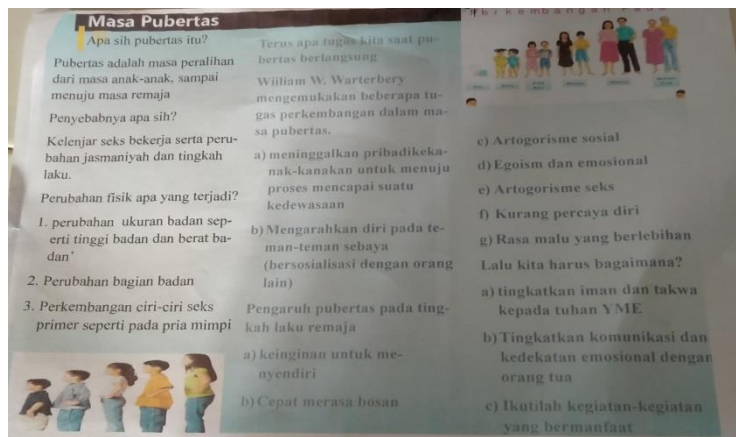 Masa Pubertas
Apa sih pubertas itu?
Pubertas adalah masa peralihan
dari masa anak-anak, sampai
menuju masa remaja
Penyebabnya apa sih?
Kelenjar seks bekerja serta peru-
bahan jasmaniyah dan tingkah
laku.
Perubahan fisik apa yang terjadi?
1. perubahan ukuran badan sep-
erti tinggi badan dan berat ba-
dan'
2. Perubahan bagian badan
3. Perkembangan ciri-ciri seks
primer seperti pada pria mimpi
Terus apa tugas kita saat pu-
bertas berlangsung
Wiiliam W. Warterbery
mengemukakan beberapa tu-
gas perkembangan dalam ma-
sa pubertas.
a) meninggalkan pribadikeka-
nak-kanakan untuk menuju
proses mencapai suatu
kedewasaan
b) Mengarahkan diri pada te-
man-teman sebaya
(bersosialisasi dengan orang
lain)
Pengaruh pubertas pada ting-
kah laku remaja
a) keinginan untuk me-
nyendiri
b) Cepat merasa bosan
c) Artogorisme sosial
d) Egoism dan emosional
e) Artogorisme seks
f) Kurang percaya diri
g) Rasa malu yang berlebihan
Lalu kita harus bagaimana?
a) tingkatkan iman dan takwa
kepada tuhan YME
b) Tingkatkan komunikasi dan
kedekatan emosional dengan
orang tua
c) Ikutilah kegiatan-kegiatan
yang bermanfaat